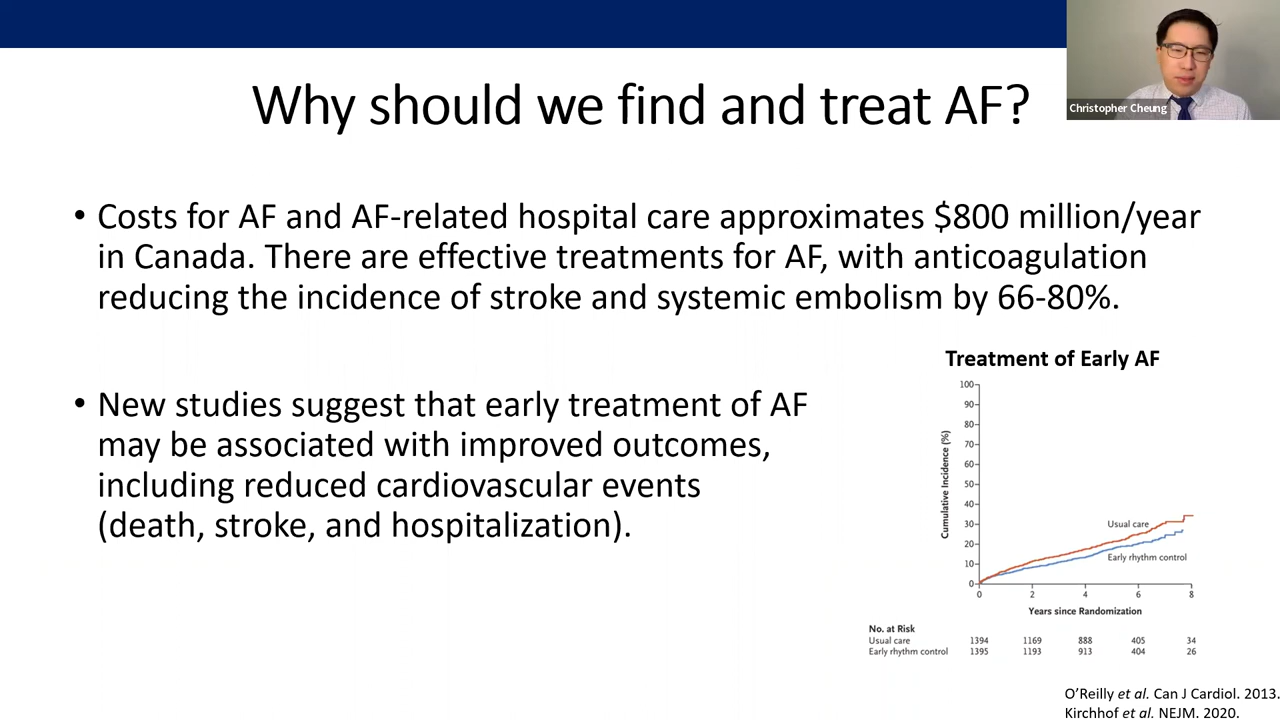 Christopher Cheung
Why should we find and treat AF?
• Costs for AF and AF-related hospital care approximates $800 million/year
in Canada. There are effective treatments for AF, with anticoagulation
reducing the incidence of stroke and systemic embolism by 66-80%.
• New studies suggest that early treatment of AF
may be associated with improved outcomes,
including reduced cardiovascular events
(death, stroke, and hospitalization).
Treatment of Early AF
Cumulative Incidence (%)
100
90
80
70
60
50
40
30
20
10
0
Usual care
Early rhythm control
0 2 4 6 8
Years since Randomization
No. at Risk
Usual care 1394 1169 888 405 34
Early rhythm control 1395 1193 913 404 26
O'Reilly et al. Can J Cardiol. 2013.
Kirchhof et al. NEJM. 2020.